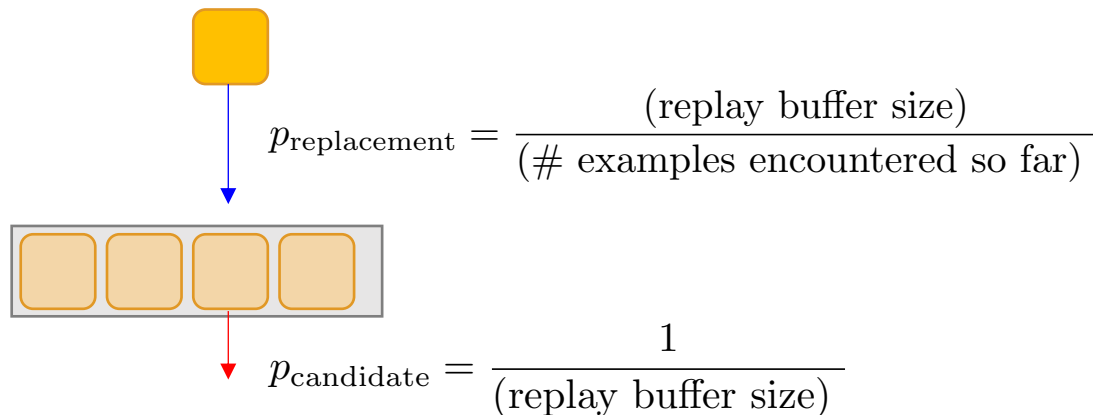 p_replacement = (replay buffer size) / (# examples encountered so far)
p_candidate = 1 / (replay buffer size)